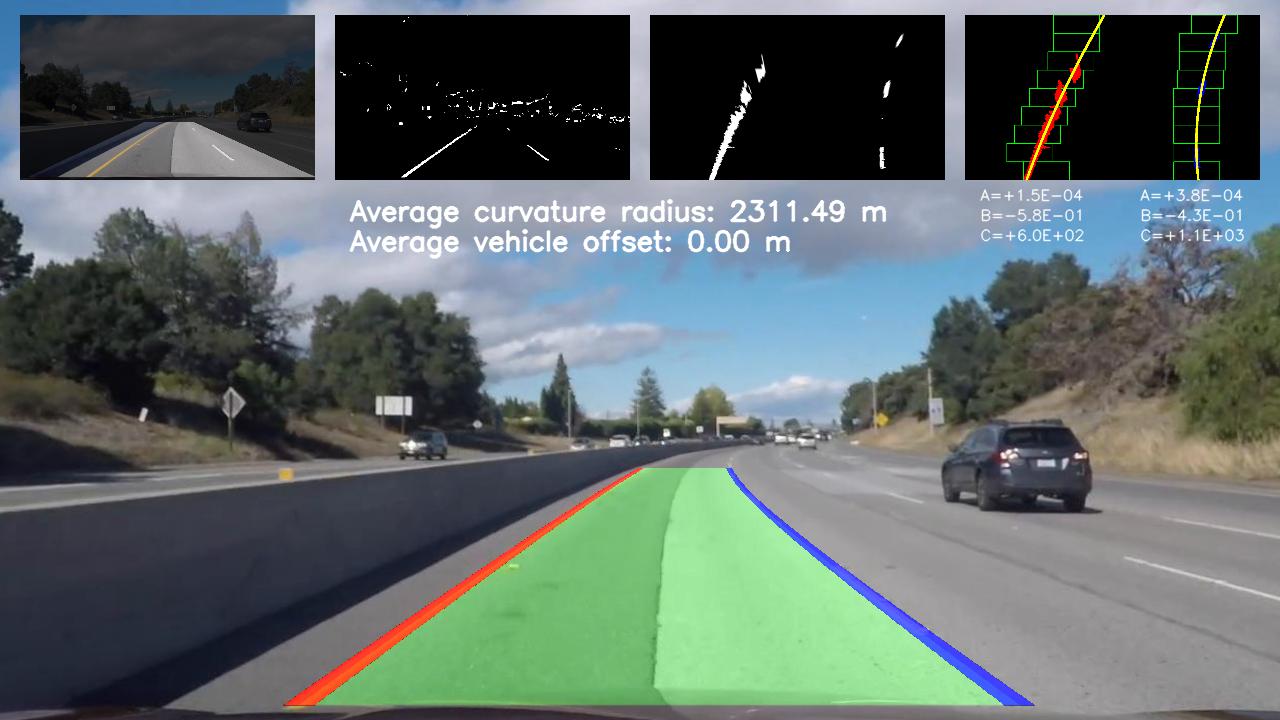 Average curvature radius: 2311.49 m
Average vehicle offset: 0.00 m
A=+1.5E-04
B=-5.8E-01
C=+6.0E+02
A=+3.8E-04
B=-4.3E-01
C=+1.1E+03